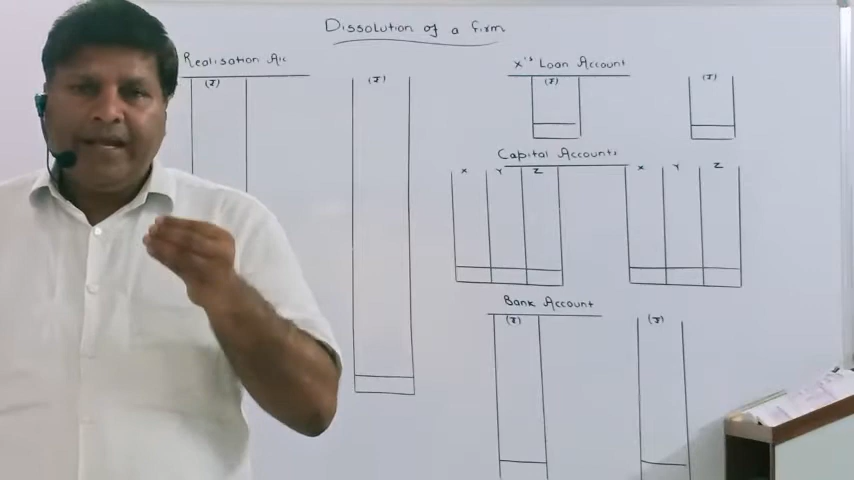 Dissolution of a firm
Realisation A/c
(₹) (₹)
X's Loan Account
(₹) (₹)
Capital Accounts
X Y Z X Y Z
Bank Account
(₹) (₹)